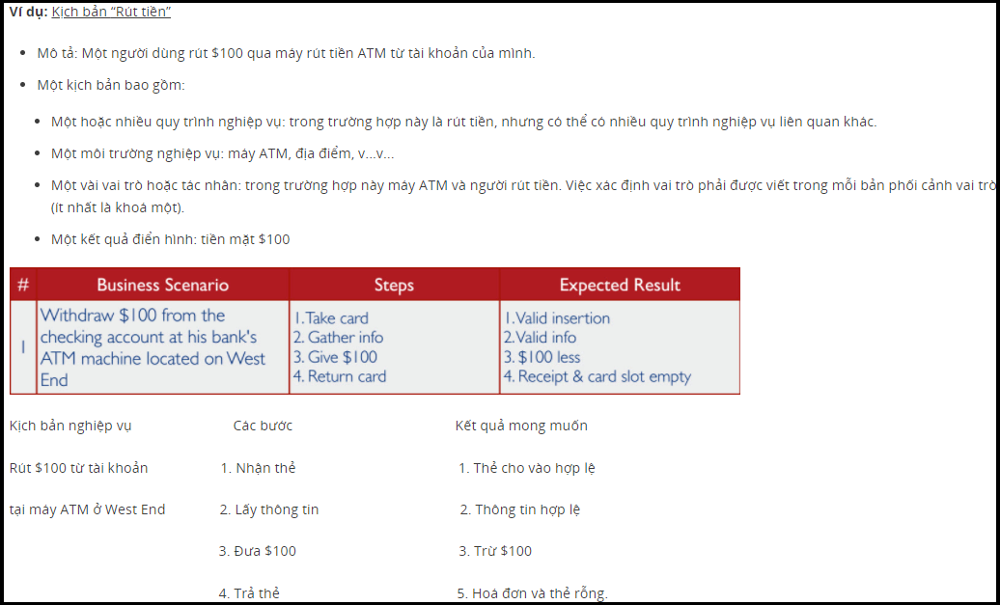 Ví dụ: Kịch bản “Rút tiền”
• Mô tả: Một người dùng rút $100 qua máy rút tiền ATM từ tài khoản của mình.
• Một kịch bản bao gồm:
• Một hoặc nhiều quy trình nghiệp vụ: trong trường hợp này là rút tiền, nhưng có thể có nhiều quy trình nghiệp vụ liên quan khác.
• Một môi trường nghiệp vụ: máy ATM, địa điểm, v...v...
• Một vài vai trò hoặc tác nhân: trong trường hợp này máy ATM và người rút tiền. Việc xác định vai trò phải được viết trong mỗi bản phối cảnh vai trò
(ít nhất là khoá một).
• Một kết quả điển hình: tiền mặt $100
# Business Scenario Steps Expected Result
1
Withdraw $100 from the
checking account at his bank's
ATM machine located on West
End
1. Take card
2. Gather info
3. Give $100
4. Return card
1. Valid insertion
2. Valid info
3. $100 less
4. Receipt & card slot empty
Kịch bản nghiệp vụ Các bước Kết quả mong muốn
Rút $100 từ tài khoản 1. Nhận thẻ 1. Thẻ cho vào hợp lệ
tại máy ATM ở West End 2. Lấy thông tin 2. Thông tin hợp lệ
3. Đưa $100 3. Trừ $100
4. Trả thẻ 5. Hoá đơn và thẻ rỗng.